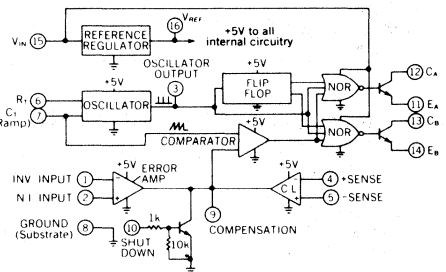 VREF
16
VIN 15
REFERENCE
REGULATOR
+5V to all
internal circuitry
+5V
OSCILLATOR
OUTPUT
3
+5V
12 CA
RT 6
CT 7
(Ramp)
OSCILLATOR
FLIP
FLOP
NOR
11 EA
13 CB
COMPARATOR
NOR
14 EB
+5V
+5V
+5V
INV INPUT 1
ERROR
AMP
CL
4 +SENSE
NI INPUT 2
5 -SENSE
9
COMPENSATION
GROUND 8
(Substrate)
1k
10
SHUT
DOWN
10k